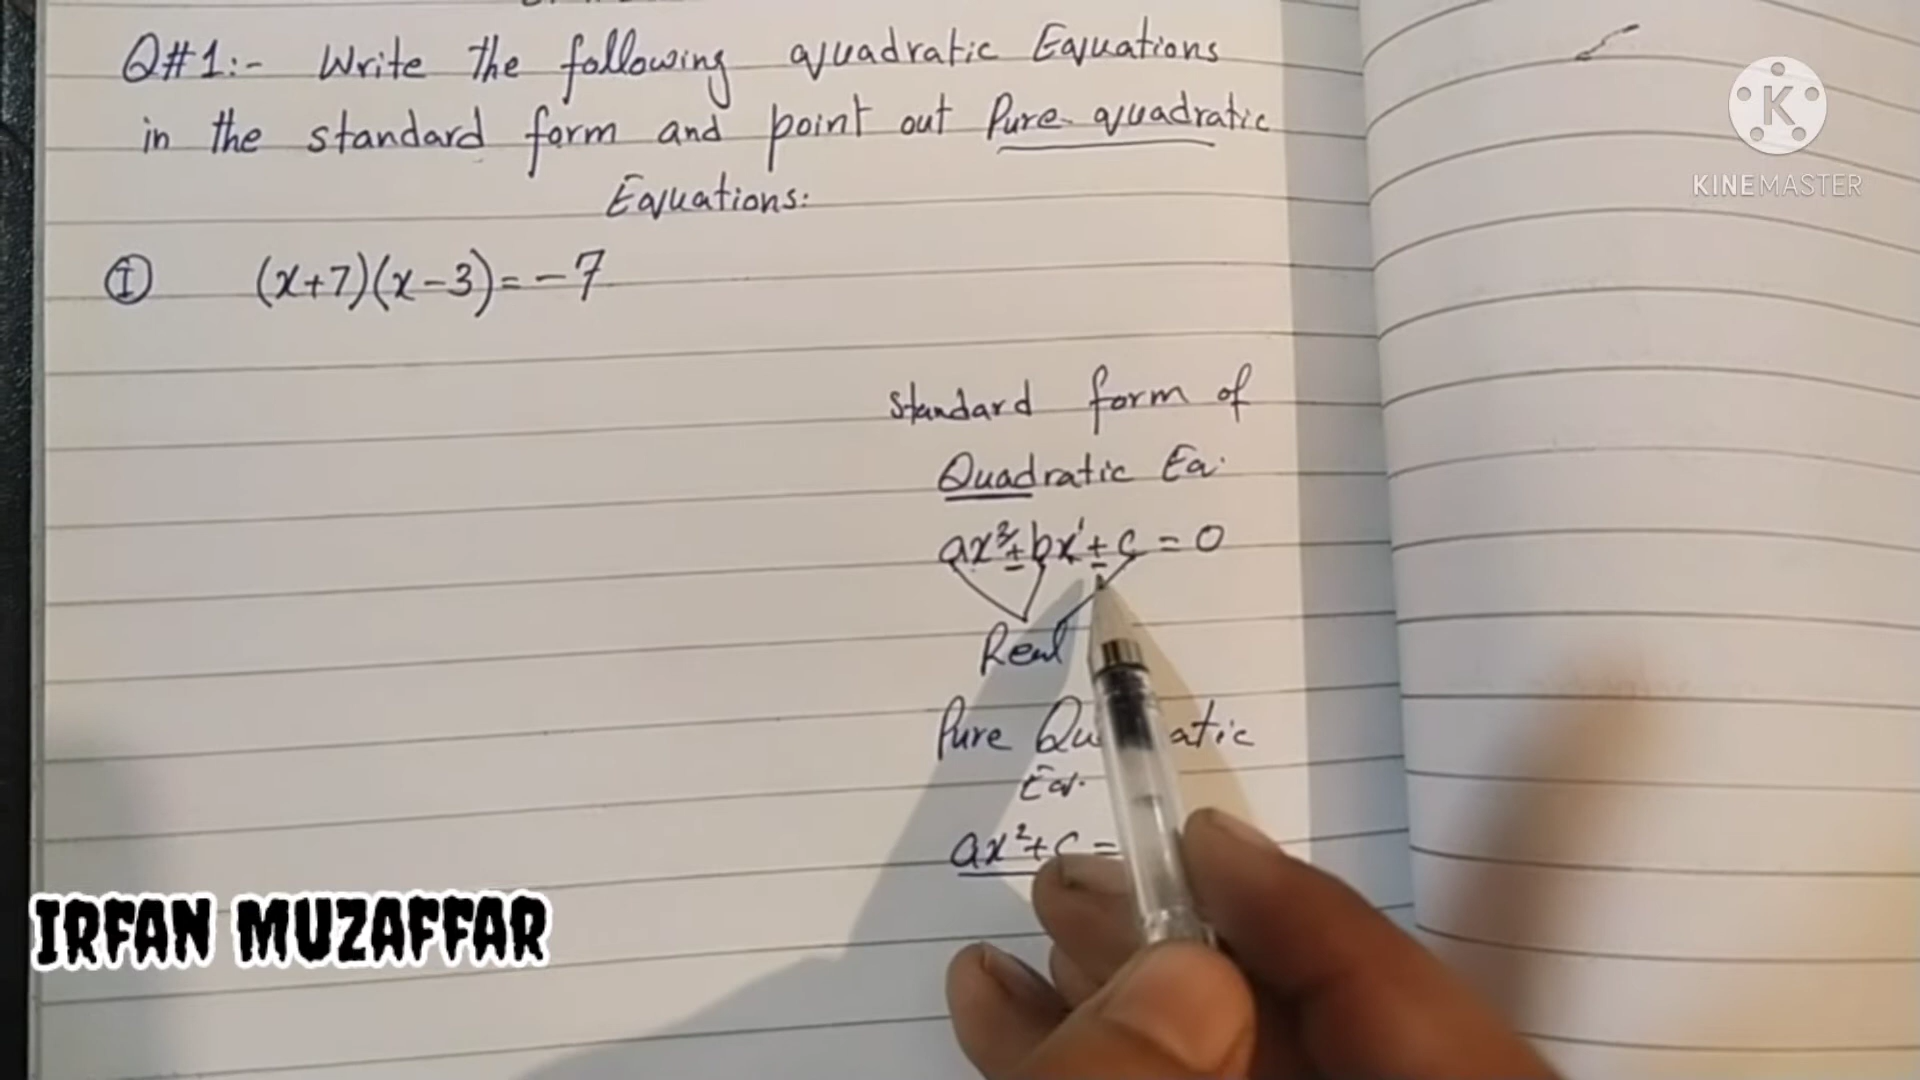 Q#1:- Write the following quadratic Equations
in the standard form and point out Pure quadratic
Equations:
I (x+7)(x-3)=-7
Standard form of
Quadratic Eq.
ax²+bx¹+c=0
Real
Pure Qu atic
Eq.
ax²+c=
K
KINEMASTER
IRFAN MUZAFFAR